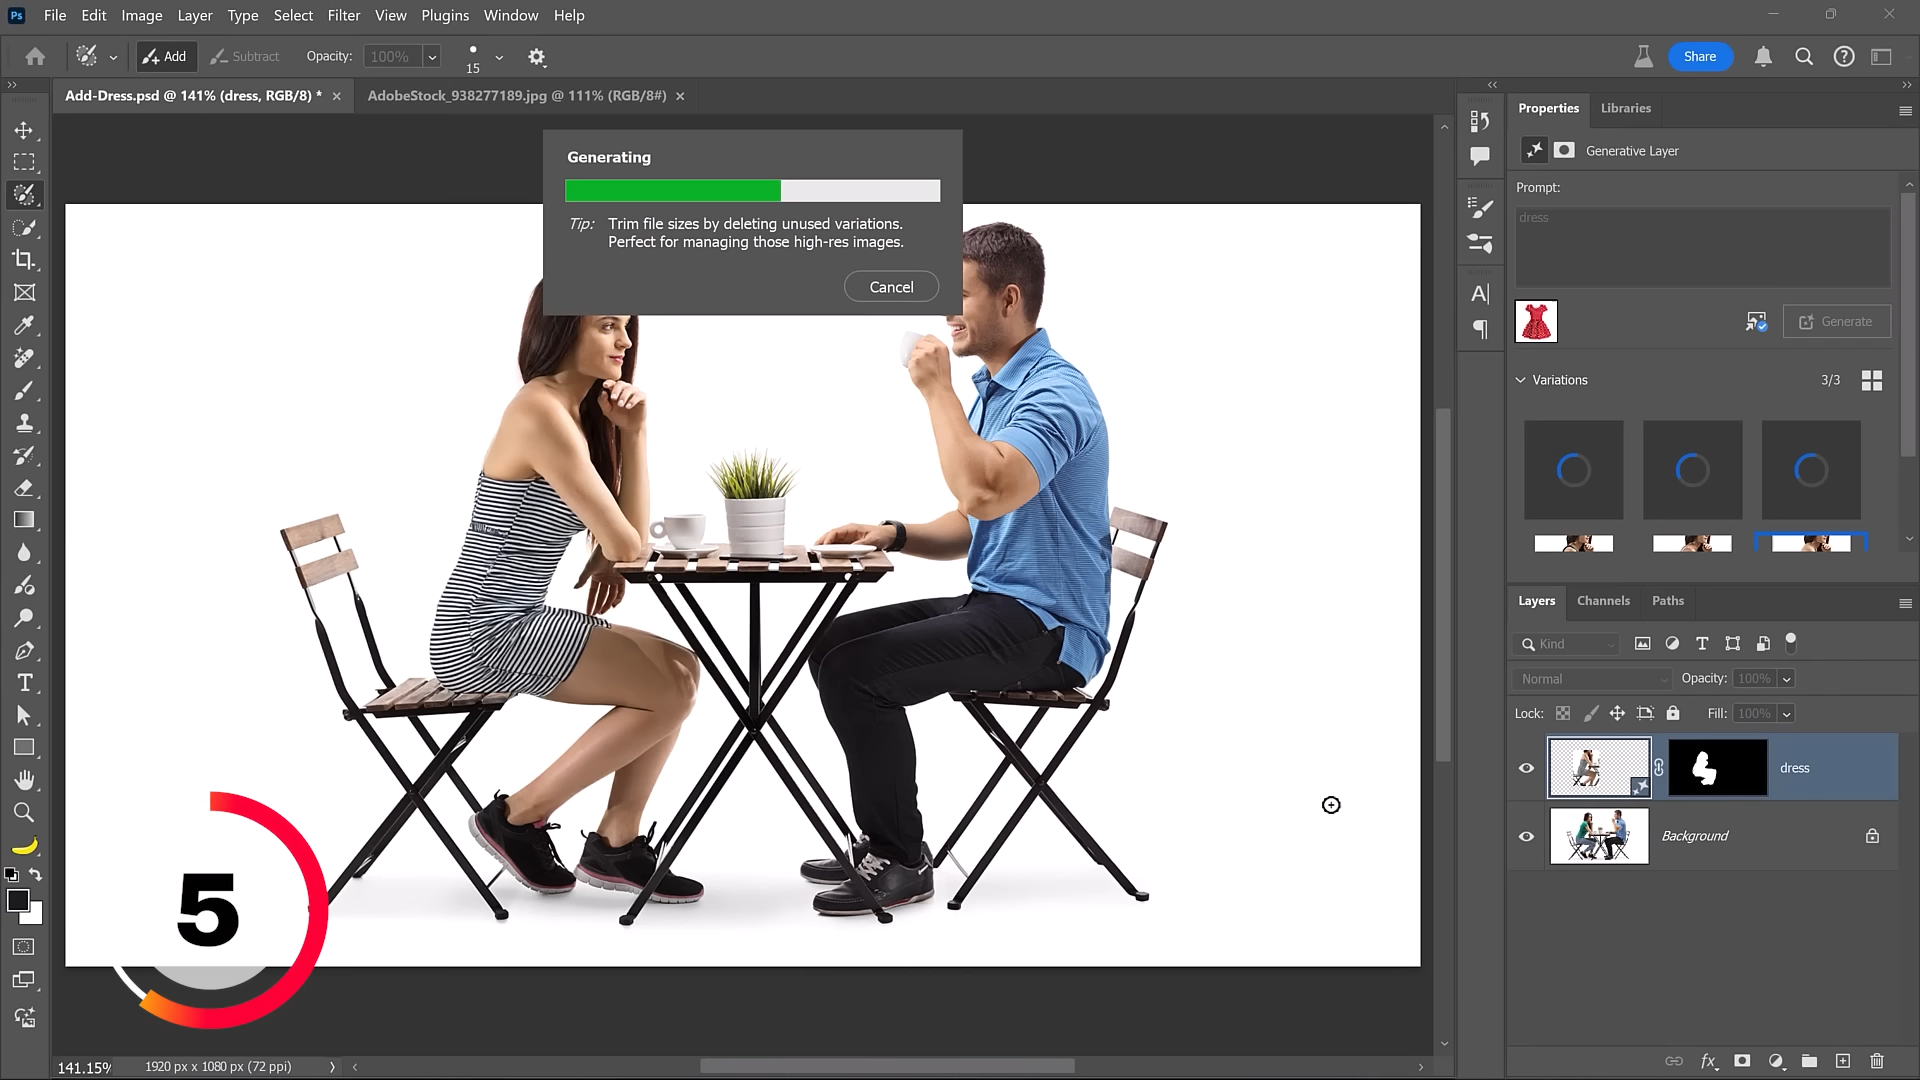 Ps File Edit Image Layer Type Select Filter View Plugins Window Help
Add Subtract Opacity: 100% 15 Share
Add-Dress.psd @ 141% (dress, RGB/8) * AdobeStock_938277189.jpg @ 111% (RGB/8#)
Generating
Tip: Trim file sizes by deleting unused variations.
Perfect for managing those high-res images.
Cancel
Properties Libraries
Generative Layer
Prompt:
dress
Generate
Variations 3/3
Layers Channels Paths
Kind
Normal Opacity: 100%
Lock: Fill: 100%
dress
Background
5
141.15% 1920 px x 1080 px (72 ppi)